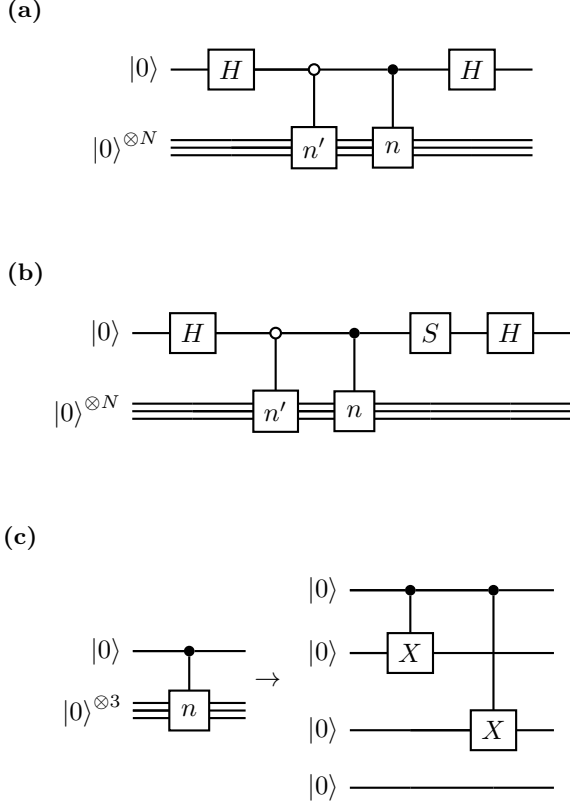 (a)
|0⟩ H H
|0⟩^{⊗N} n′ n
(b)
|0⟩ H S H
|0⟩^{⊗N} n′ n
(c)
|0⟩
|0⟩ |0⟩ X
|0⟩^{⊗3} n →
|0⟩ X
|0⟩